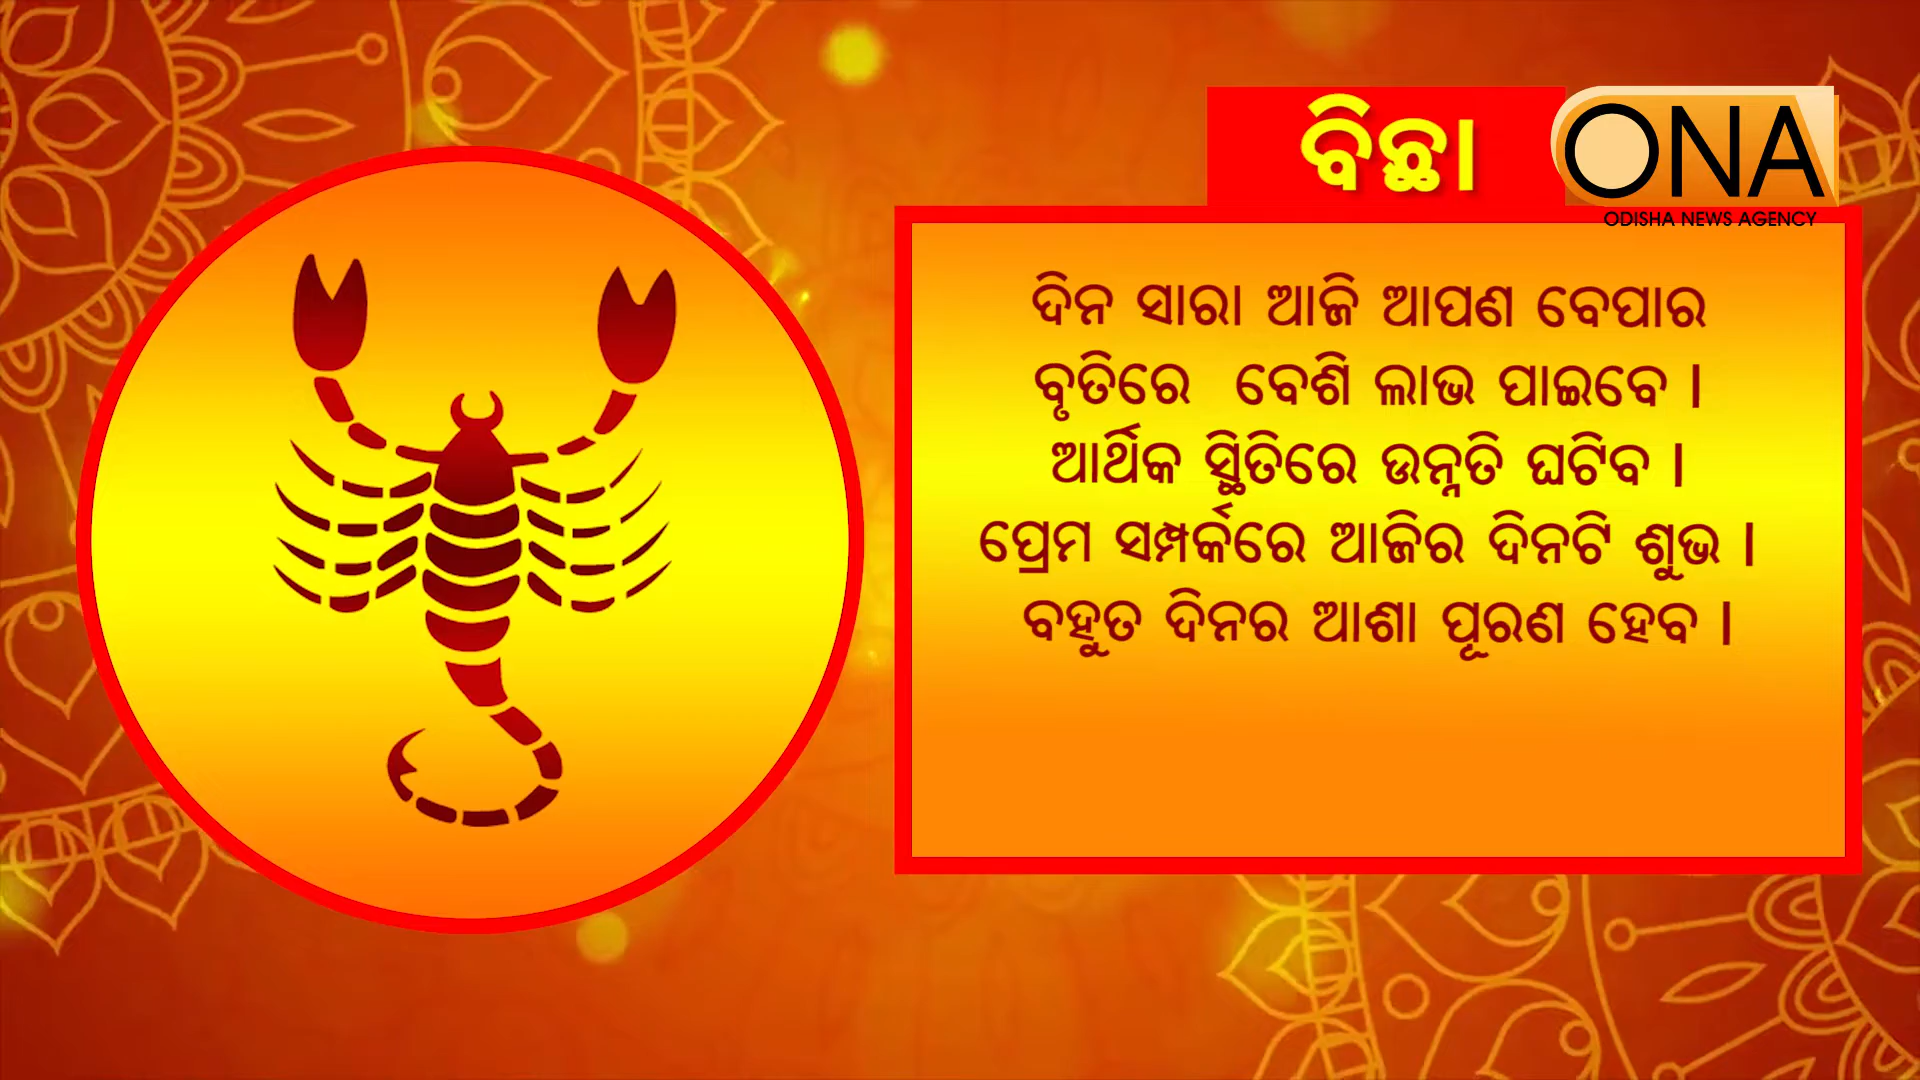 ବିଛା
ONA
ODISHA NEWS AGENCY
ଦିନ ସାରା ଆଜି ଆପଣ ବେପାର
ବୃତିରେ ବେଶି ଲାଭ ପାଇବେ ।
ଆର୍ଥିକ ସ୍ଥିତିରେ ଉନ୍ନତି ଘଟିବ ।
ପ୍ରେମ ସମ୍ପର୍କରେ ଆଜିର ଦିନଟି ଶୁଭ ।
ବହୁତ ଦିନର ଆଶା ପୂରଣ ହେବ ।